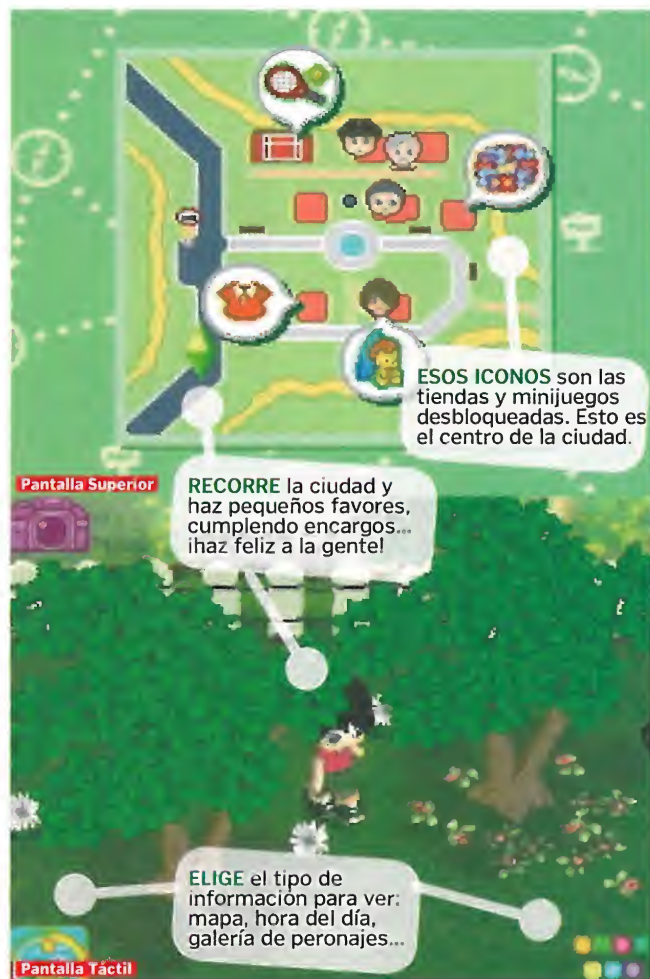 ESOS ICONOS son las
tiendas y minijuegos
desbloqueadas. Esto es
el centro de la ciudad.
Pantalla Superior
RECORRE la ciudad y
haz pequeños favores,
cumplendo encargos...
¡haz feliz a la gente!
ELIGE el tipo de
informacion para ver:
mapa, hora del día,
galería de peronajes...
Pantalla Táctil